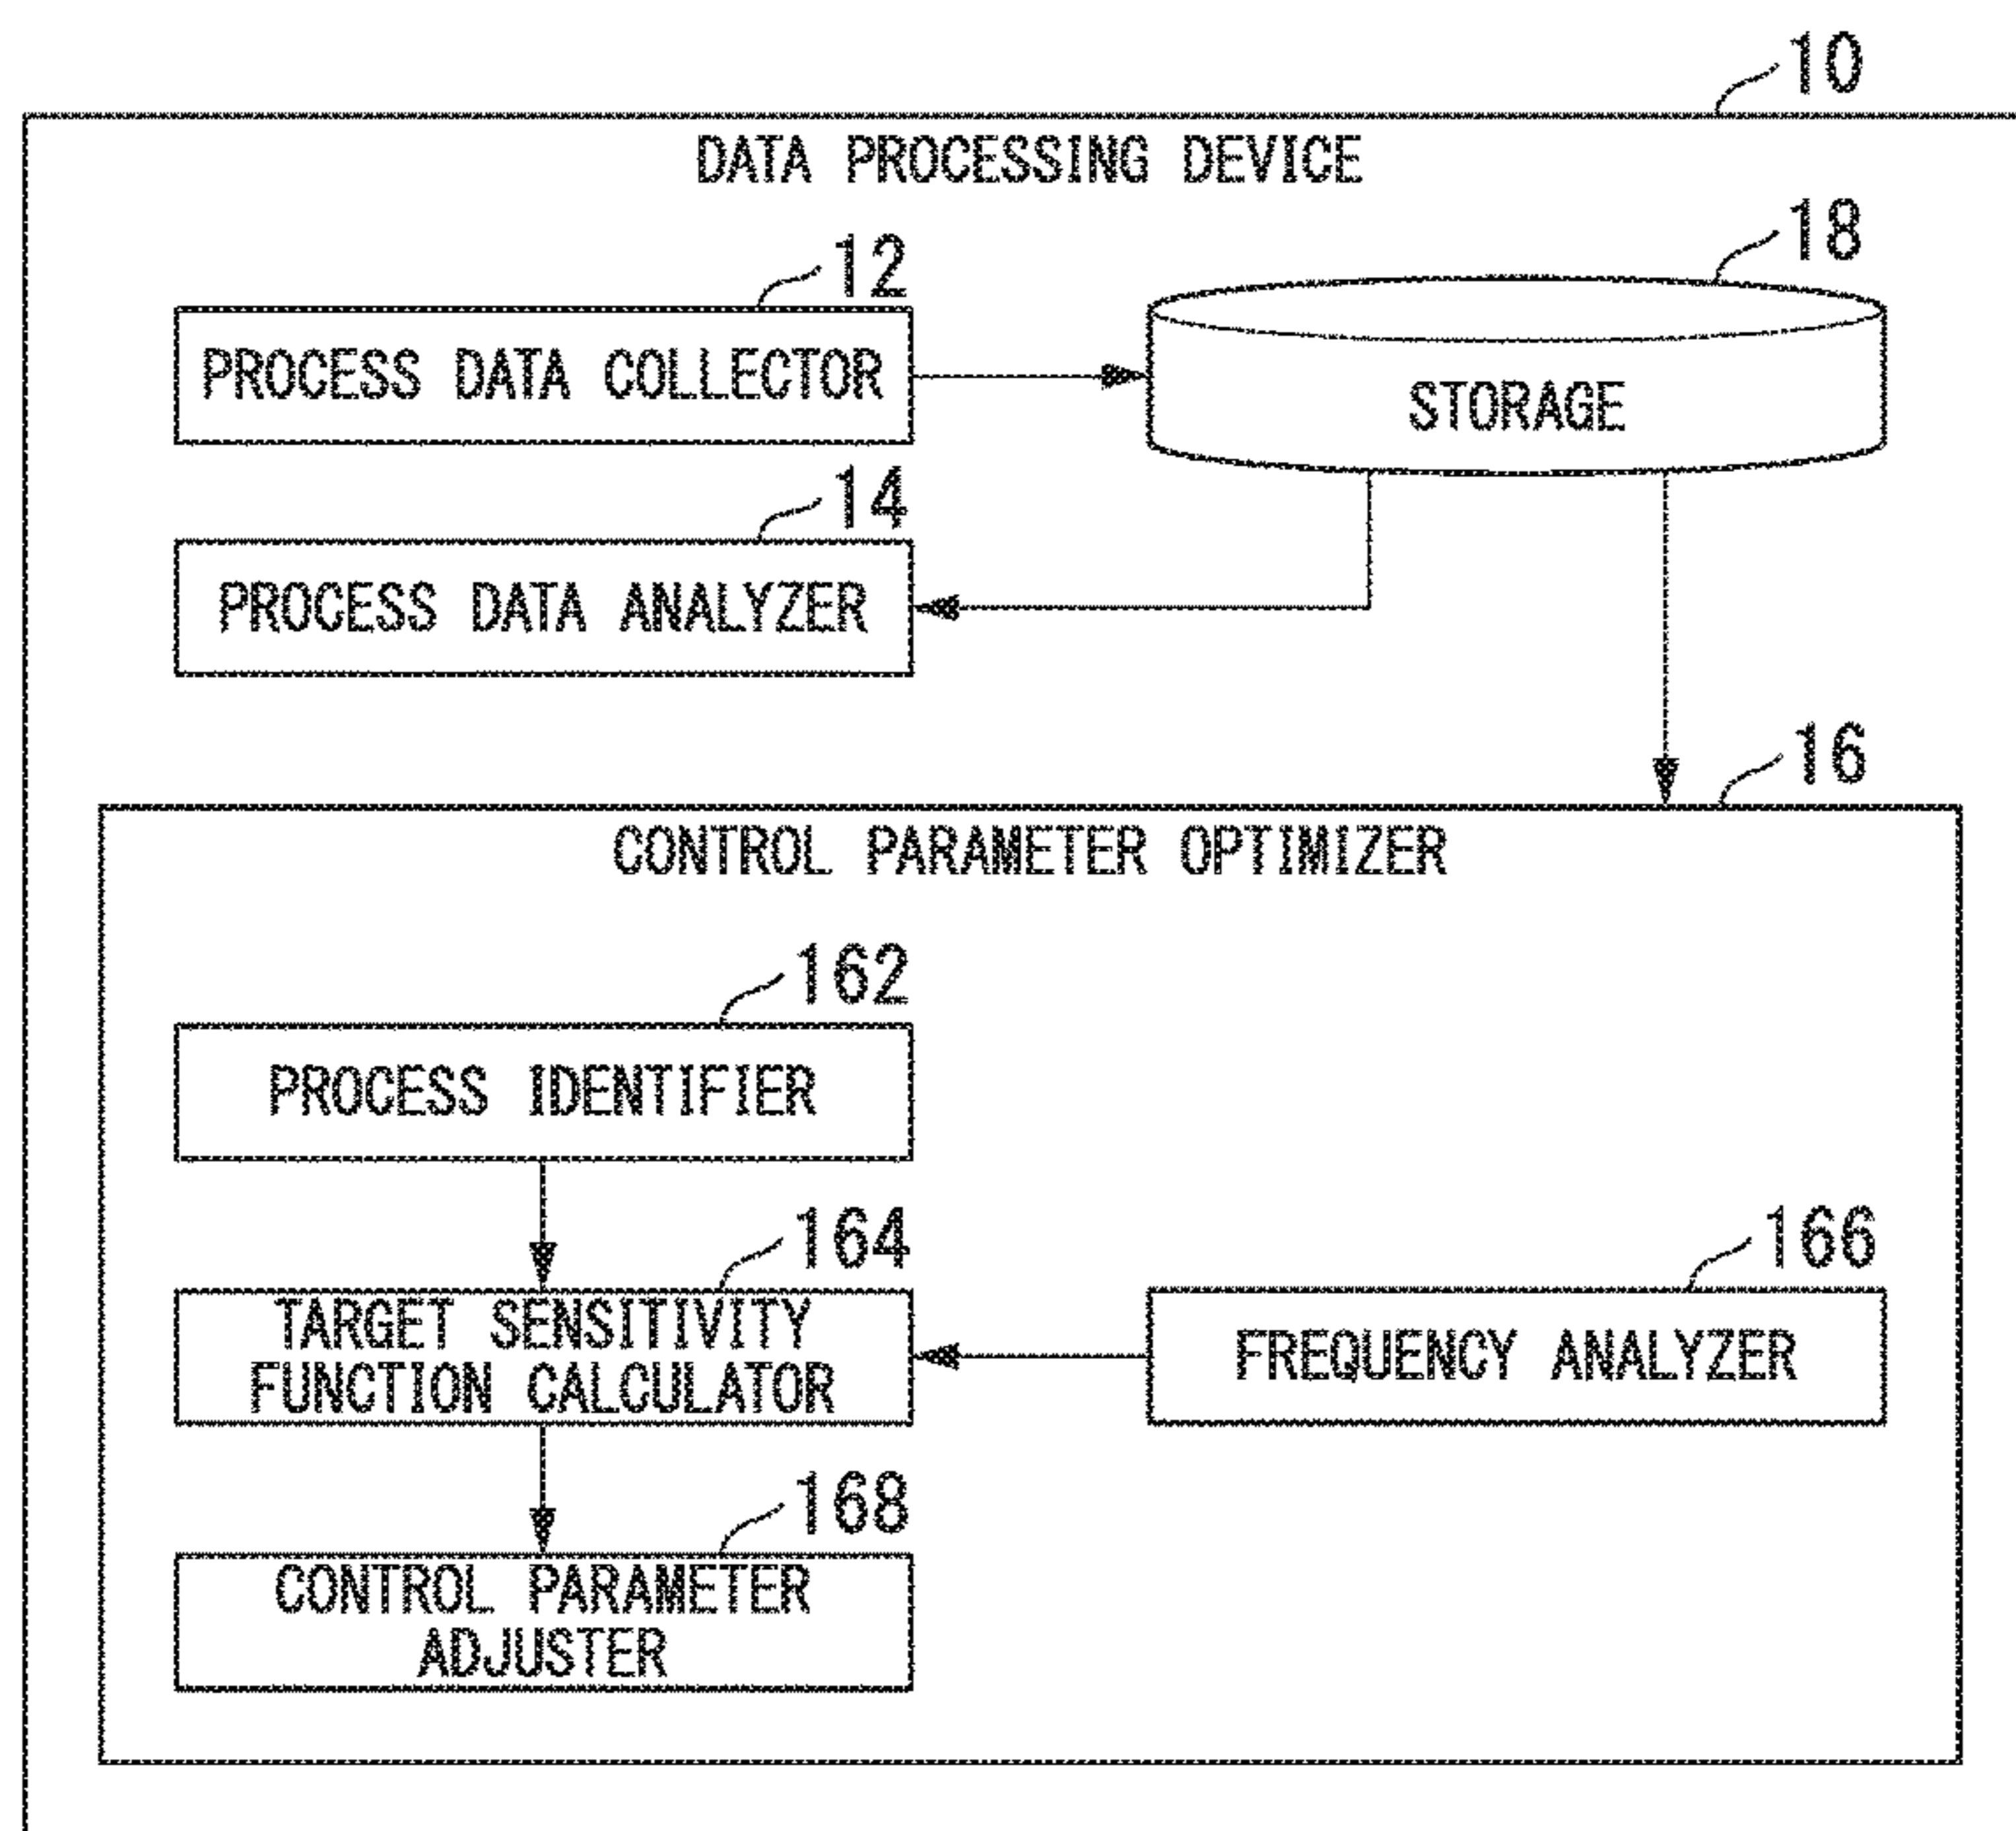 10
DATA PROCESSING DEVICE
12
18
PROCESS DATA COLLECTOR
STORAGE
14
PROCESS DATA ANALYZER
16
CONTROL PARAMETER OPTIMIZER
162
PROCESS IDENTIFIER
164
166
TARGET SENSITIVITY
FUNCTION CALCULATOR
FREQUENCY ANALYZER
168
CONTROL PARAMETER
ADJUSTER